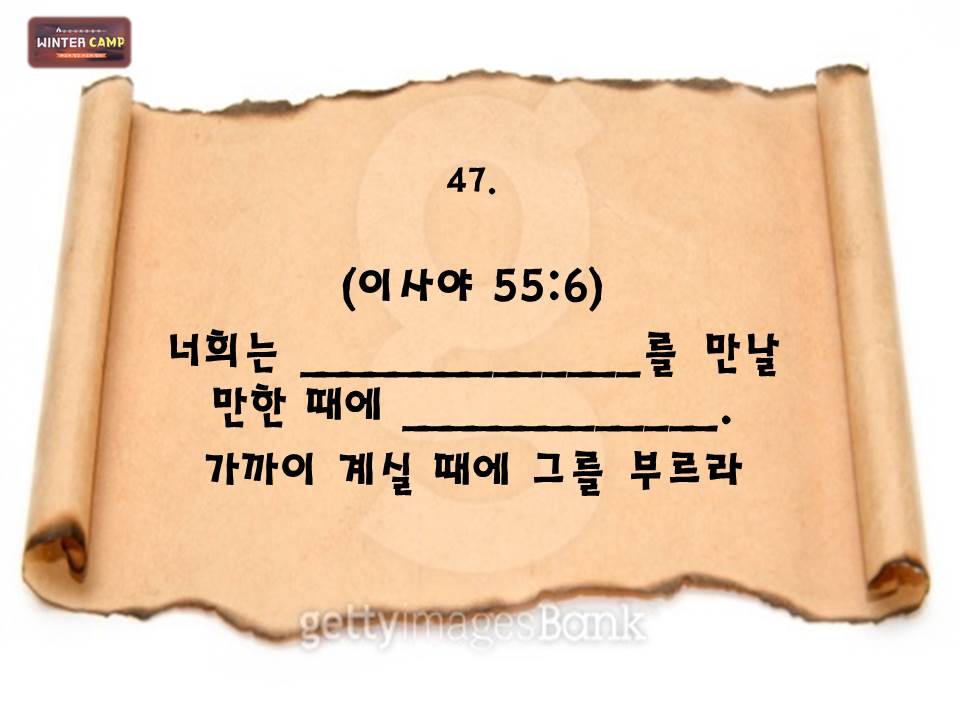 WINTER CAMP
47.
(이사야 55:6)
너희는 ______________를 만날
만한 때에 _____________.
가까이 계실 때에 그를 부르라
gettyimagesBank